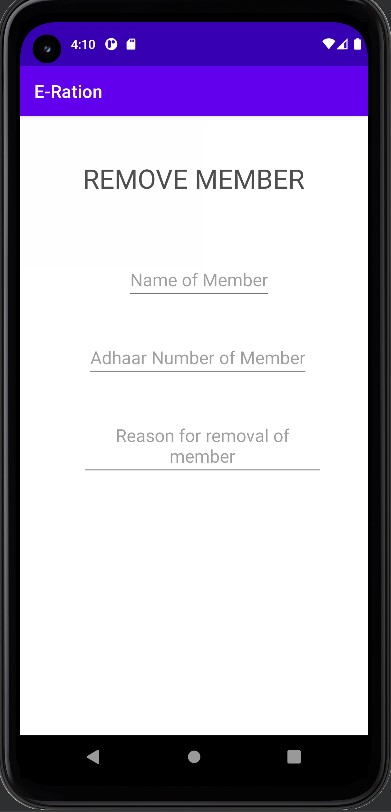 4:10
E-Ration
REMOVE MEMBER
Name of Member
Adhaar Number of Member
Reason for removal of
member